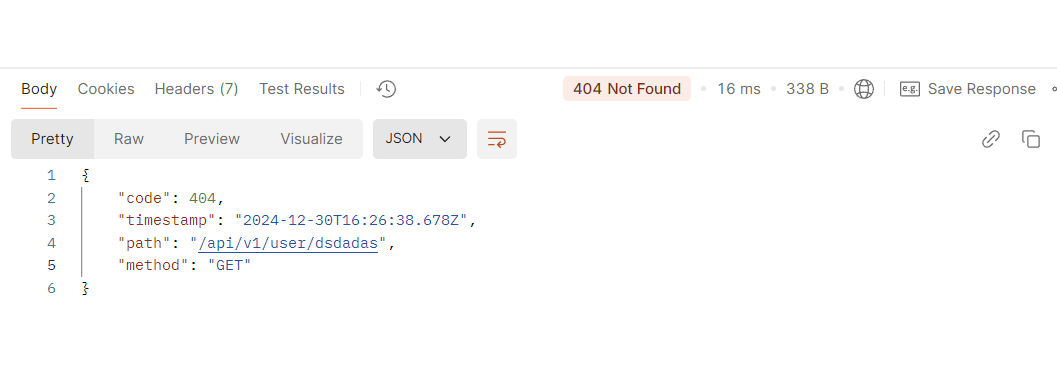 Body Cookies Headers (7) Test Results 404 Not Found 16 ms 338 B e.g. Save Response
Pretty Raw Preview Visualize JSON
1 {
2 "code": 404,
3 "timestamp": "2024-12-30T16:26:38.678Z",
4 "path": "/api/v1/user/dsdadas",
5 "method": "GET"
6 }